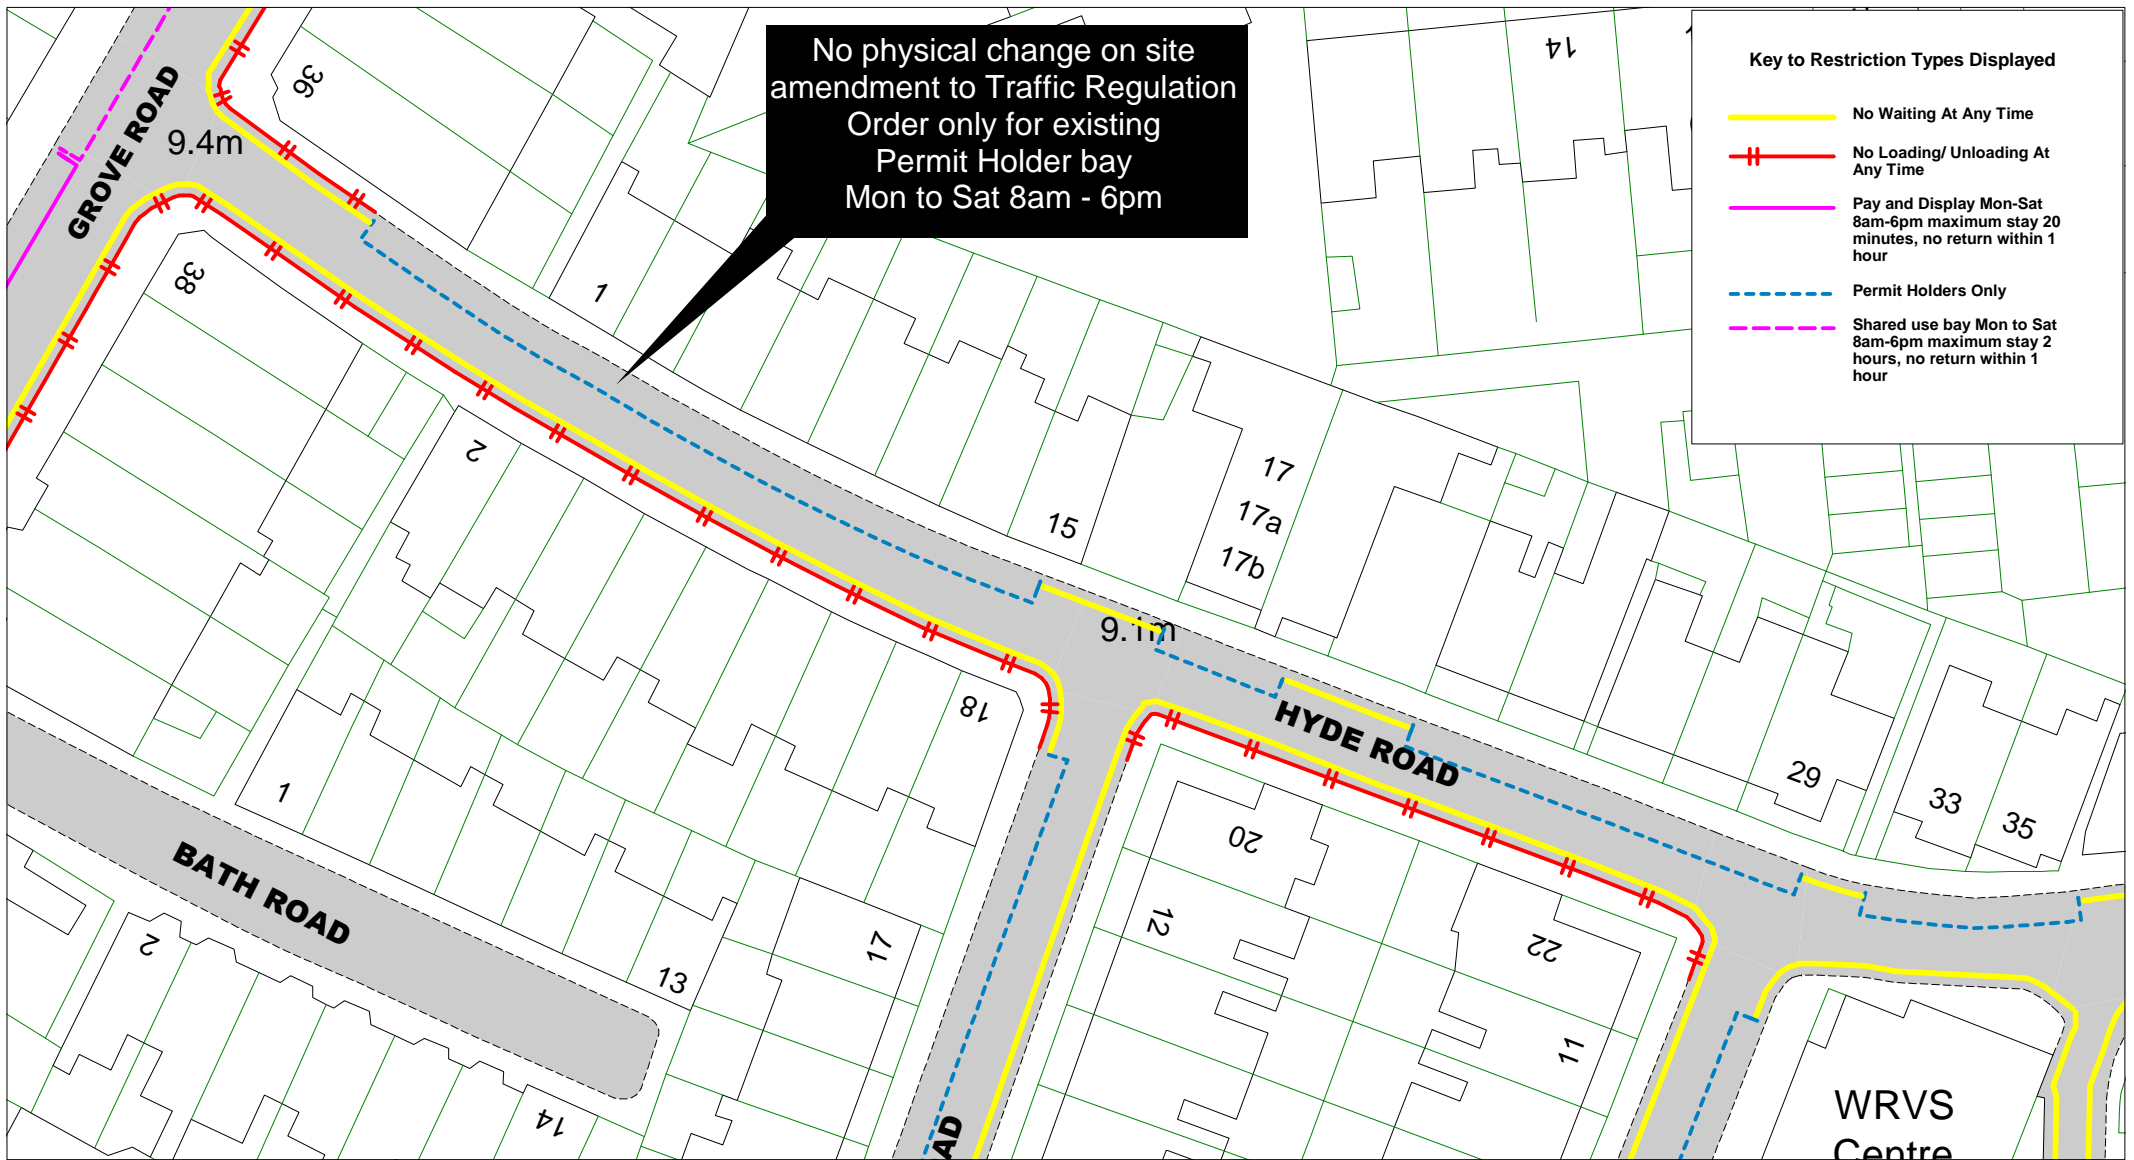 No physical change on site
amendment to Traffic Regulation
Order only for existing
Permit Holder bay
Mon to Sat 8am - 6pm
Key to Restriction Types Displayed
No Waiting At Any Time
No Loading/ Unloading At
Any Time
Pay and Display Mon-Sat
8am-6pm maximum stay 20
minutes, no return within 1
hour
Permit Holders Only
Shared use bay Mon to Sat
8am-6pm maximum stay 2
hours, no return within 1
hour
GROVE ROAD
9.4m
36
38
1
2
14
15
17
17a
17b
9.1m
HYDE ROAD
18
20
22
12
11
29
33
35
1
BATH ROAD
2
13
17
14
AD
WRVS
Centre